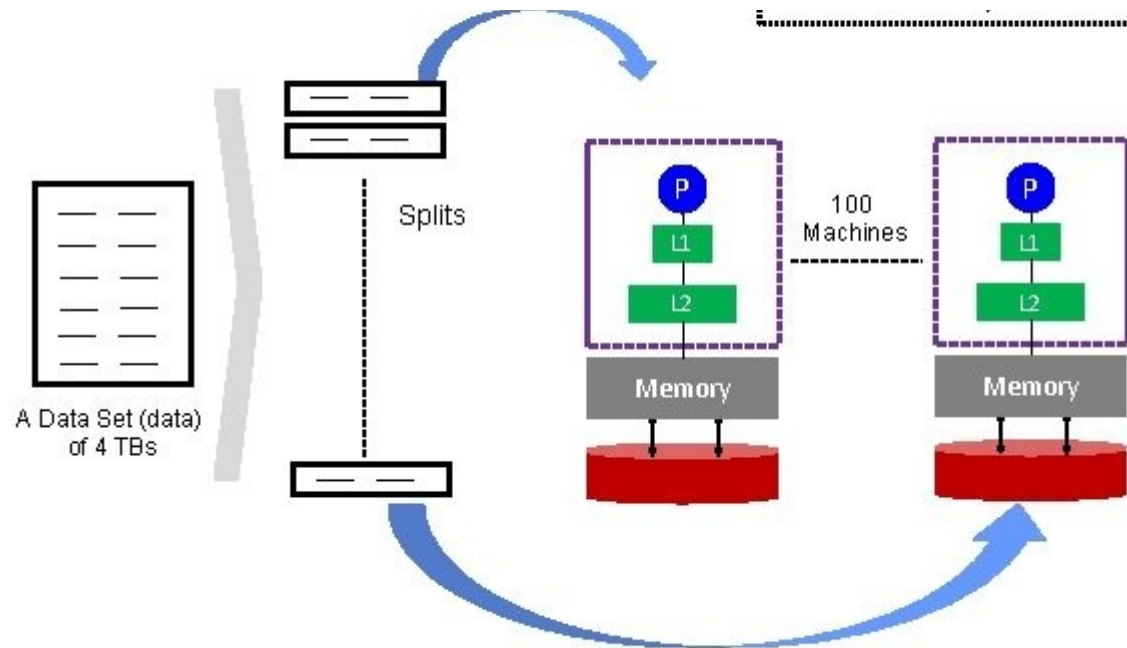 Splits
A Data Set (data)
of 4 TBs
P
L1
L2
Memory
100
Machines
P
L1
L2
Memory